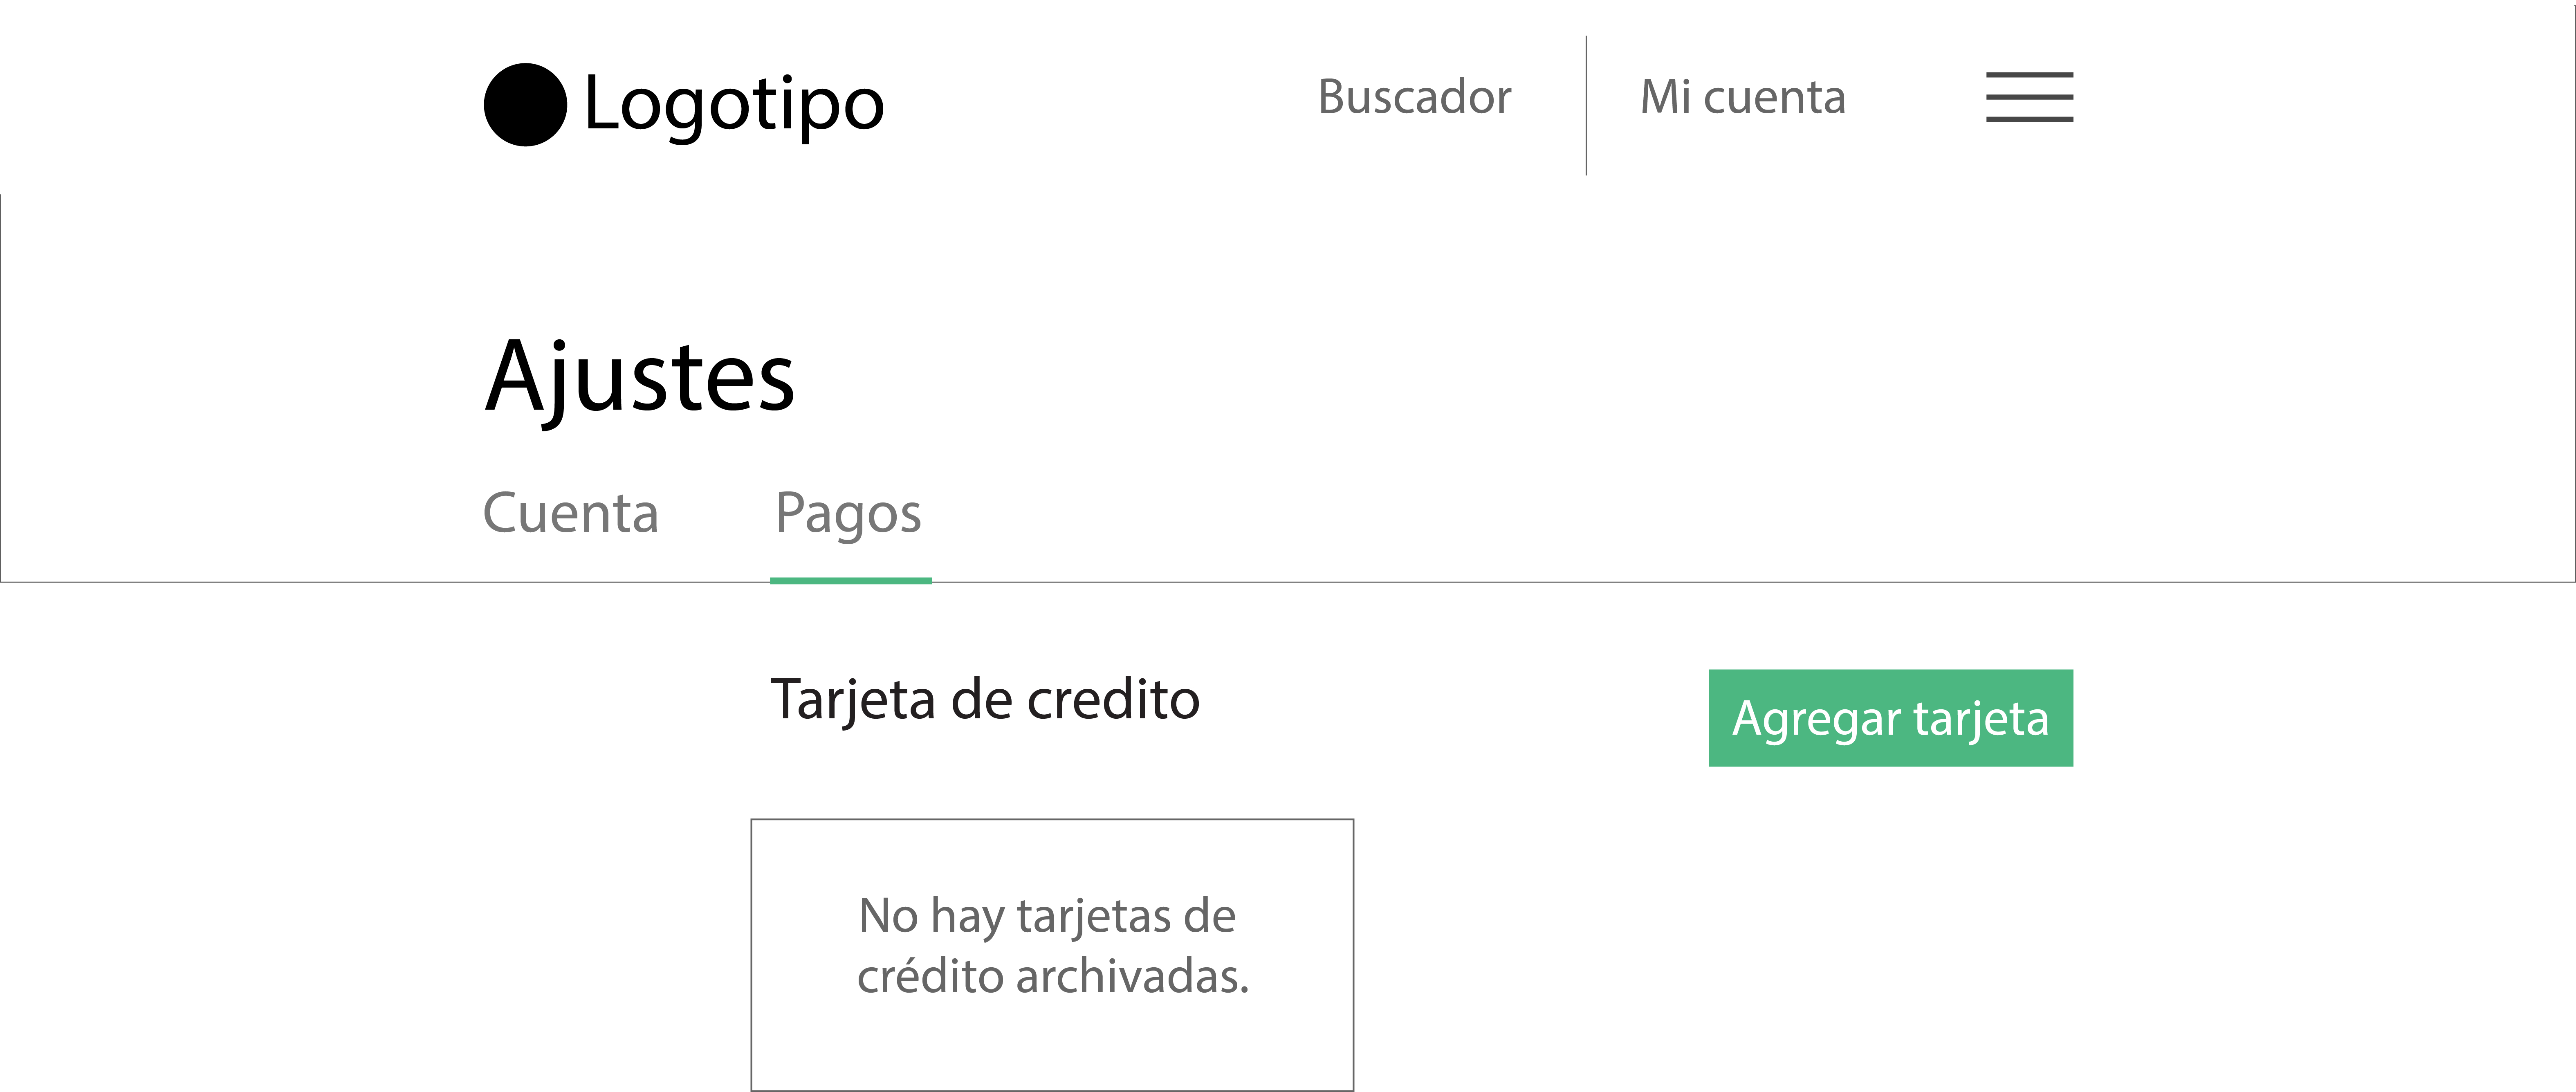 Logotipo
Buscador
Mi cuenta
Ajustes
Cuenta
Pagos
Tarjeta de credito
Agregar tarjeta
No hay tarjetas de
crédito archivadas.